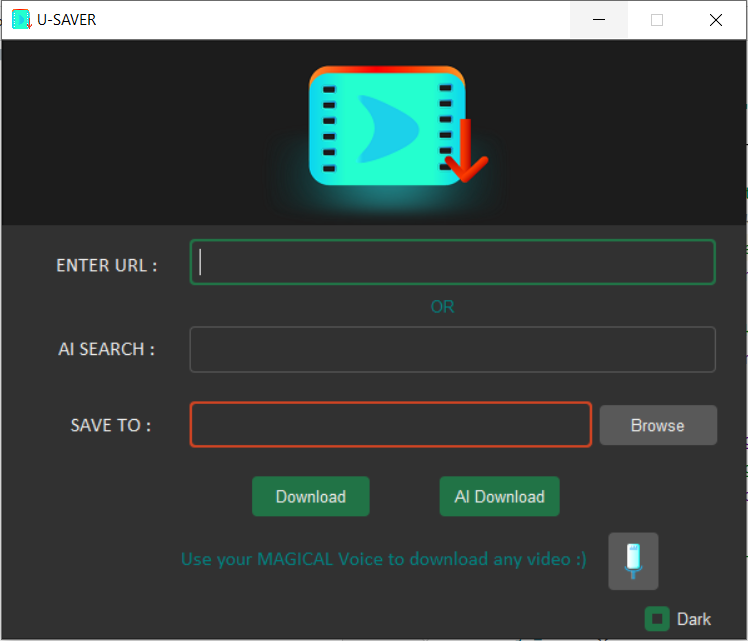 U-SAVER
ENTER URL :
OR
AI SEARCH :
SAVE TO :
Browse
Download
AI Download
Use your MAGICAL Voice to download any video :)
Dark